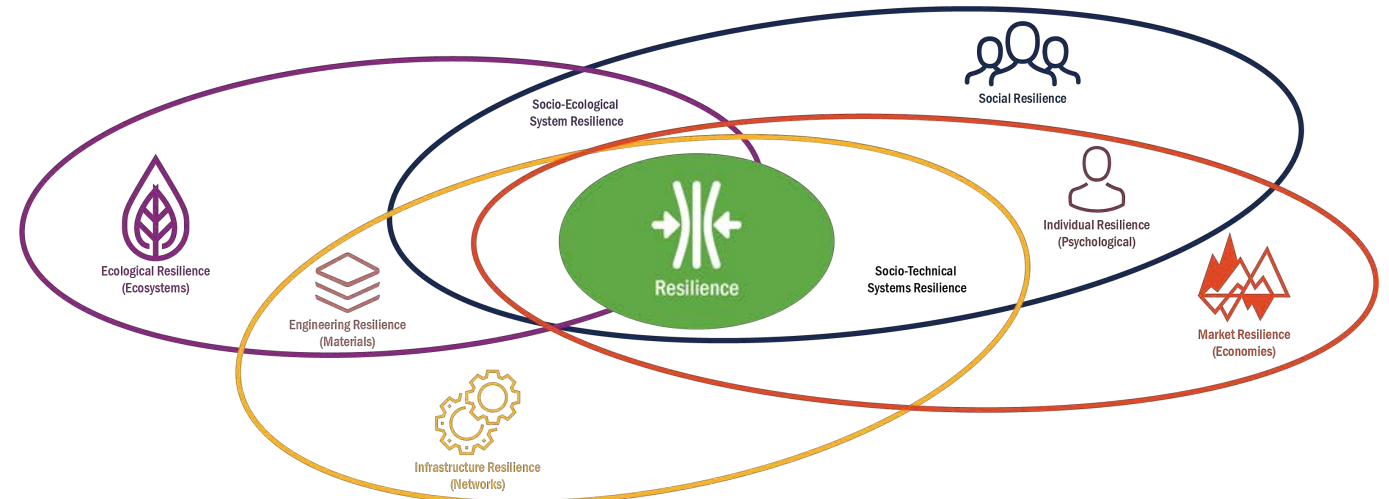 Social Resilience
Socio-Ecological
System Resilience
Individual Resilience
(Psychological)
Ecological Resilience
(Ecosystems)
Resilience
Socio-Technical
Systems Resilience
Engineering Resilience
(Materials)
Market Resilience
(Economies)
Infrastructure Resilience
(Networks)